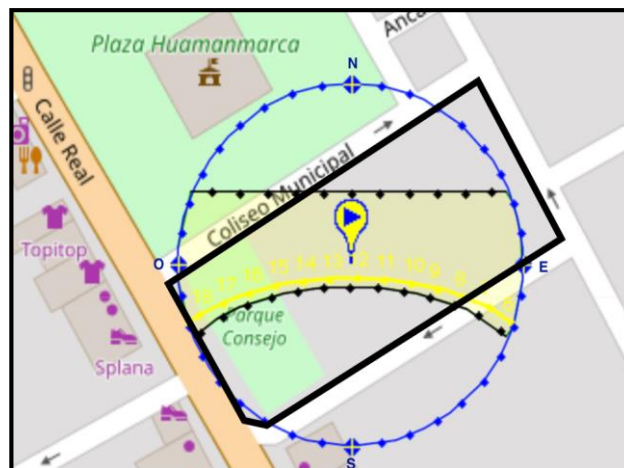 Anca
Plaza Huamanmarca
N
Calle Real
Coliseo Municipal
Topitop
O
E
18 17 16 15 14 13 12 11 10 9 8
Parque
Consejo
Splana
S